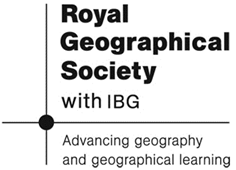 Royal
Geographical
Society
with IBG
Advancing geography
and geographical learning